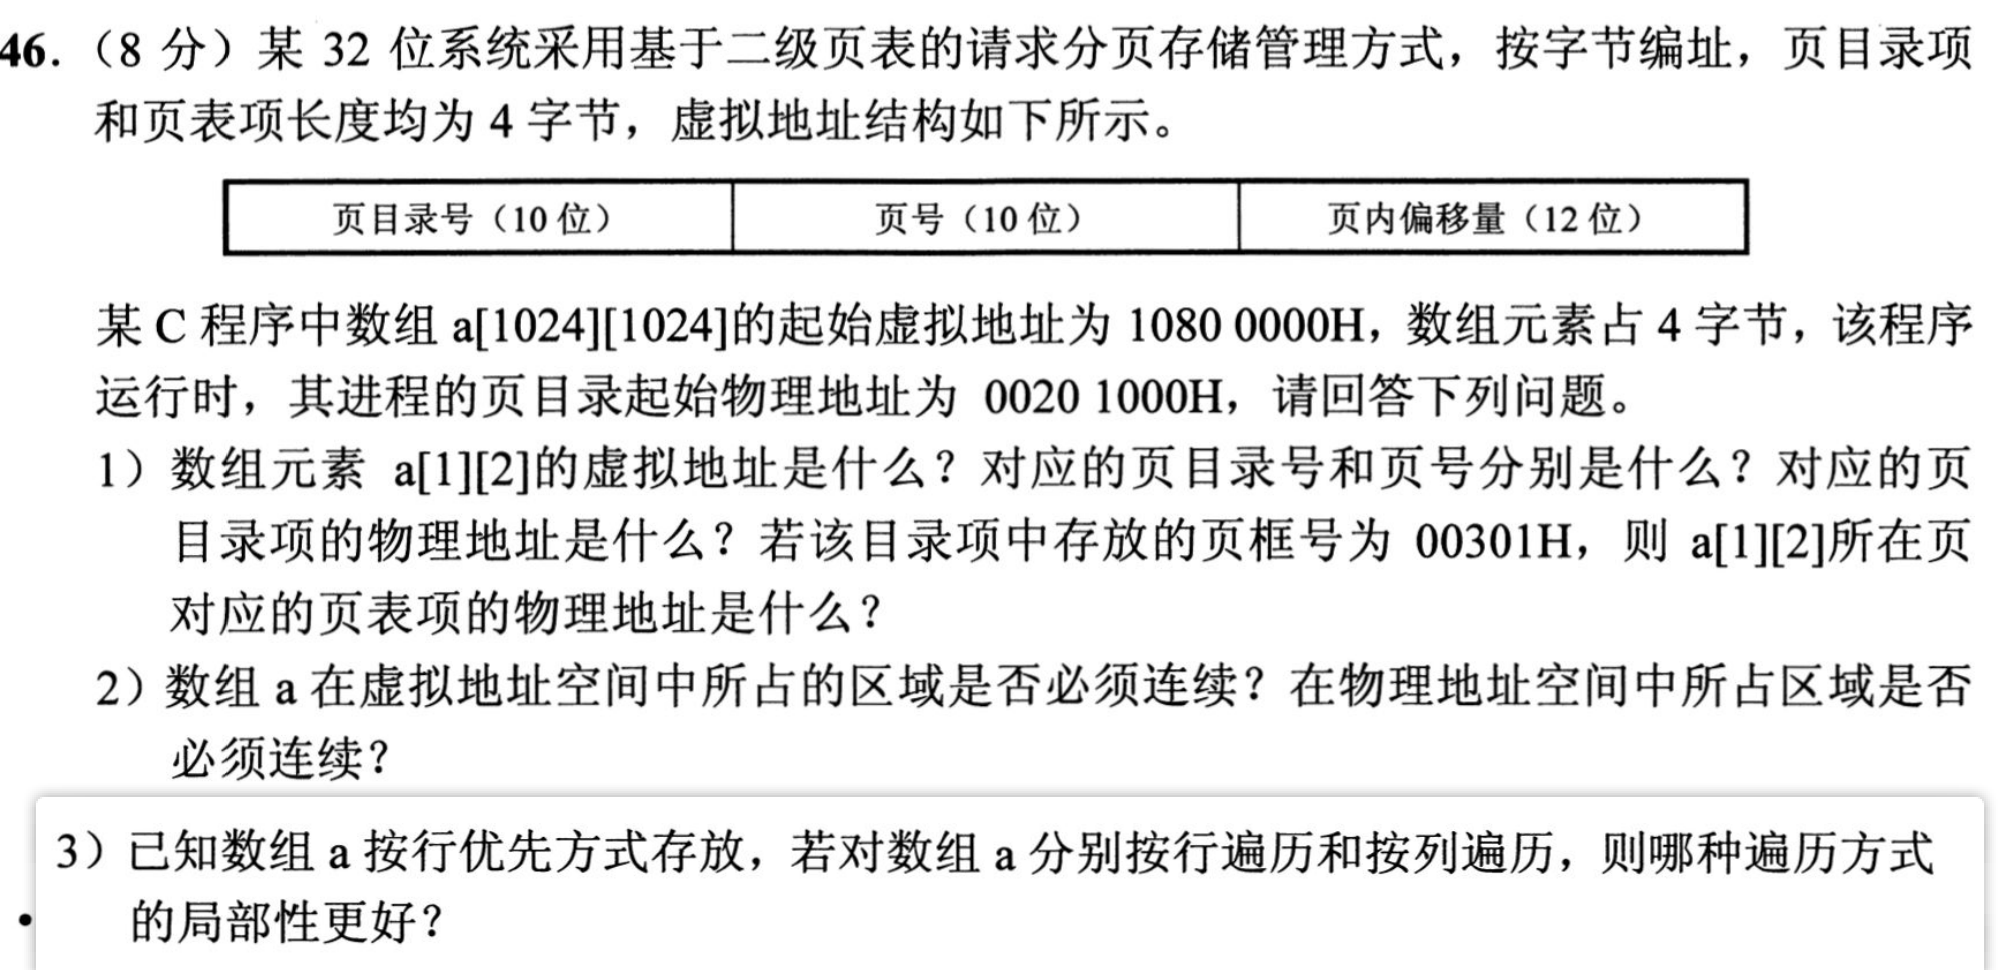 46.（8 分）某 32 位系统采用基于二级页表的请求分页存储管理方式，按字节编址，页目录项
和页表项长度均为 4 字节，虚拟地址结构如下所示。
页目录号（10 位） 页号（10 位） 页内偏移量（12 位）
某 C 程序中数组 a[1024][1024]的起始虚拟地址为 1080 0000H，数组元素占 4 字节，该程序
运行时，其进程的页目录起始物理地址为 0020 1000H，请回答下列问题。
1）数组元素 a[1][2]的虚拟地址是什么？对应的页目录号和页号分别是什么？对应的页
目录项的物理地址是什么？若该目录项中存放的页框号为 00301H，则 a[1][2]所在页
对应的页表项的物理地址是什么？
2）数组 a 在虚拟地址空间中所占的区域是否必须连续？在物理地址空间中所占区域是否
必须连续？
3）已知数组 a 按行优先方式存放，若对数组 a 分别按行遍历和按列遍历，则哪种遍历方式
的局部性更好？